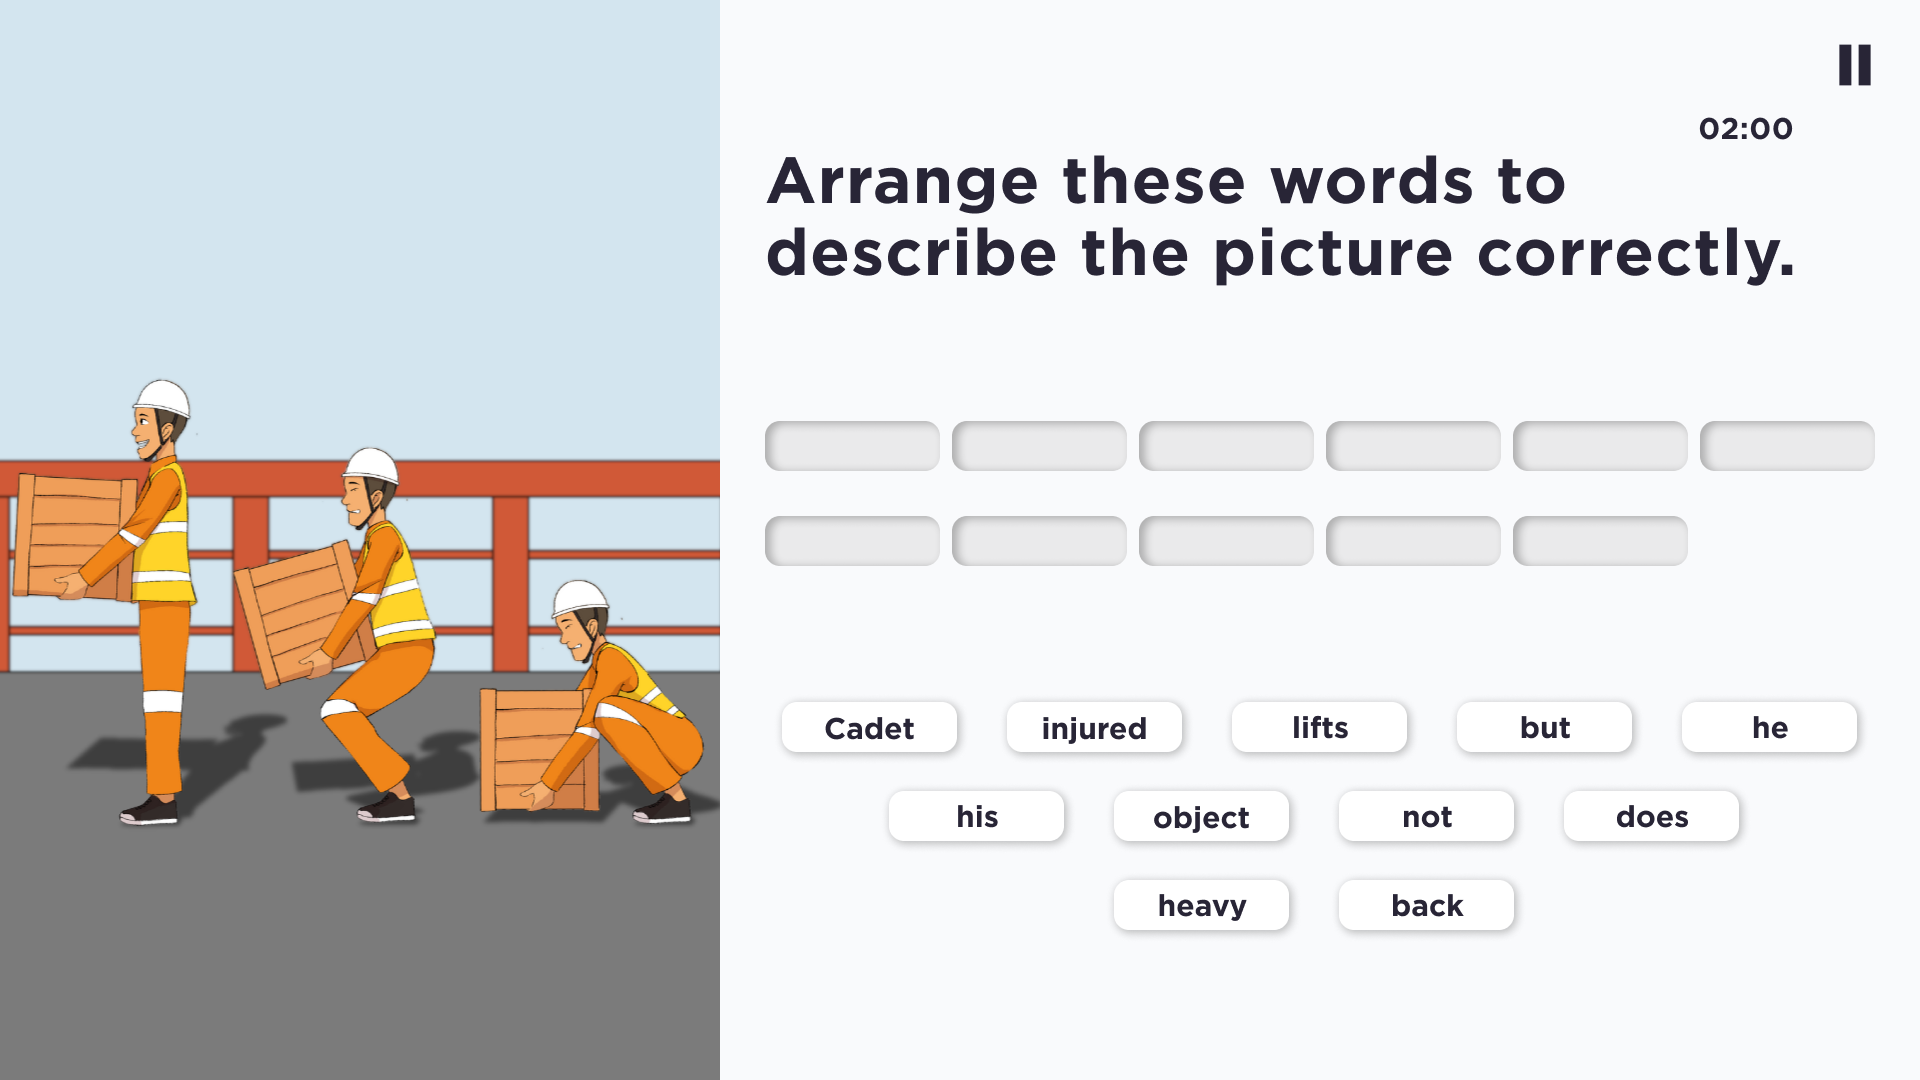 02:00
Arrange these words to
describe the picture correctly.
Cadet injured lifts but he
his object not does
heavy back